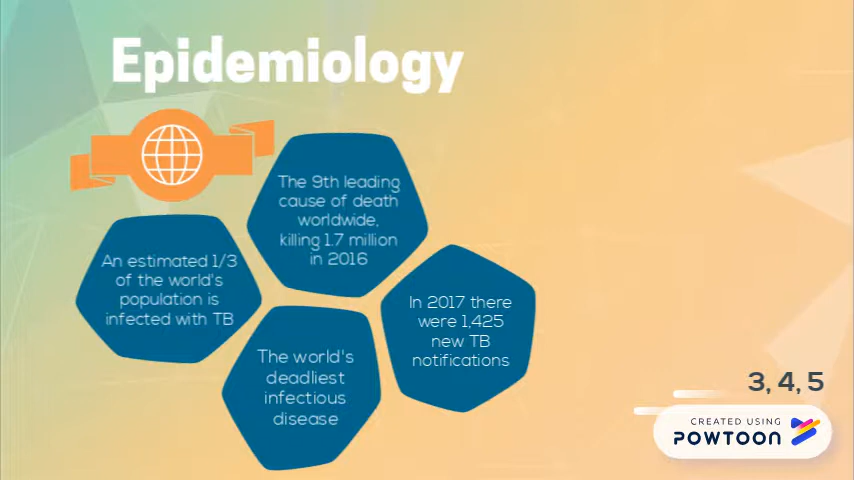 Epidemiology
The 9th leading
cause of death
worldwide,
killing 1.7 million
in 2016
An estimated 1/3
of the world's
population is
infected with TB
In 2017 there
were 1,425
new TB
notifications
The world's
deadliest
infectious
disease
3, 4, 5
CREATED USING
POWTOON